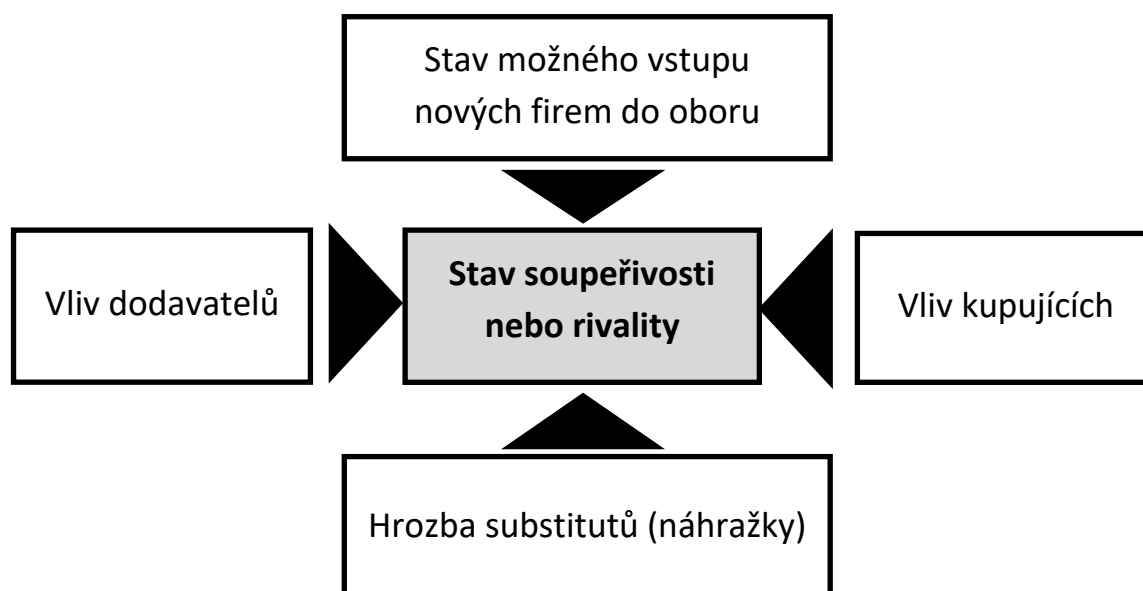 Stav možného vstupu
nových firem do oboru
Vliv dodavatelů
Stav soupeřivosti
nebo rivality
Vliv kupujících
Hrozba substitutů (náhražky)